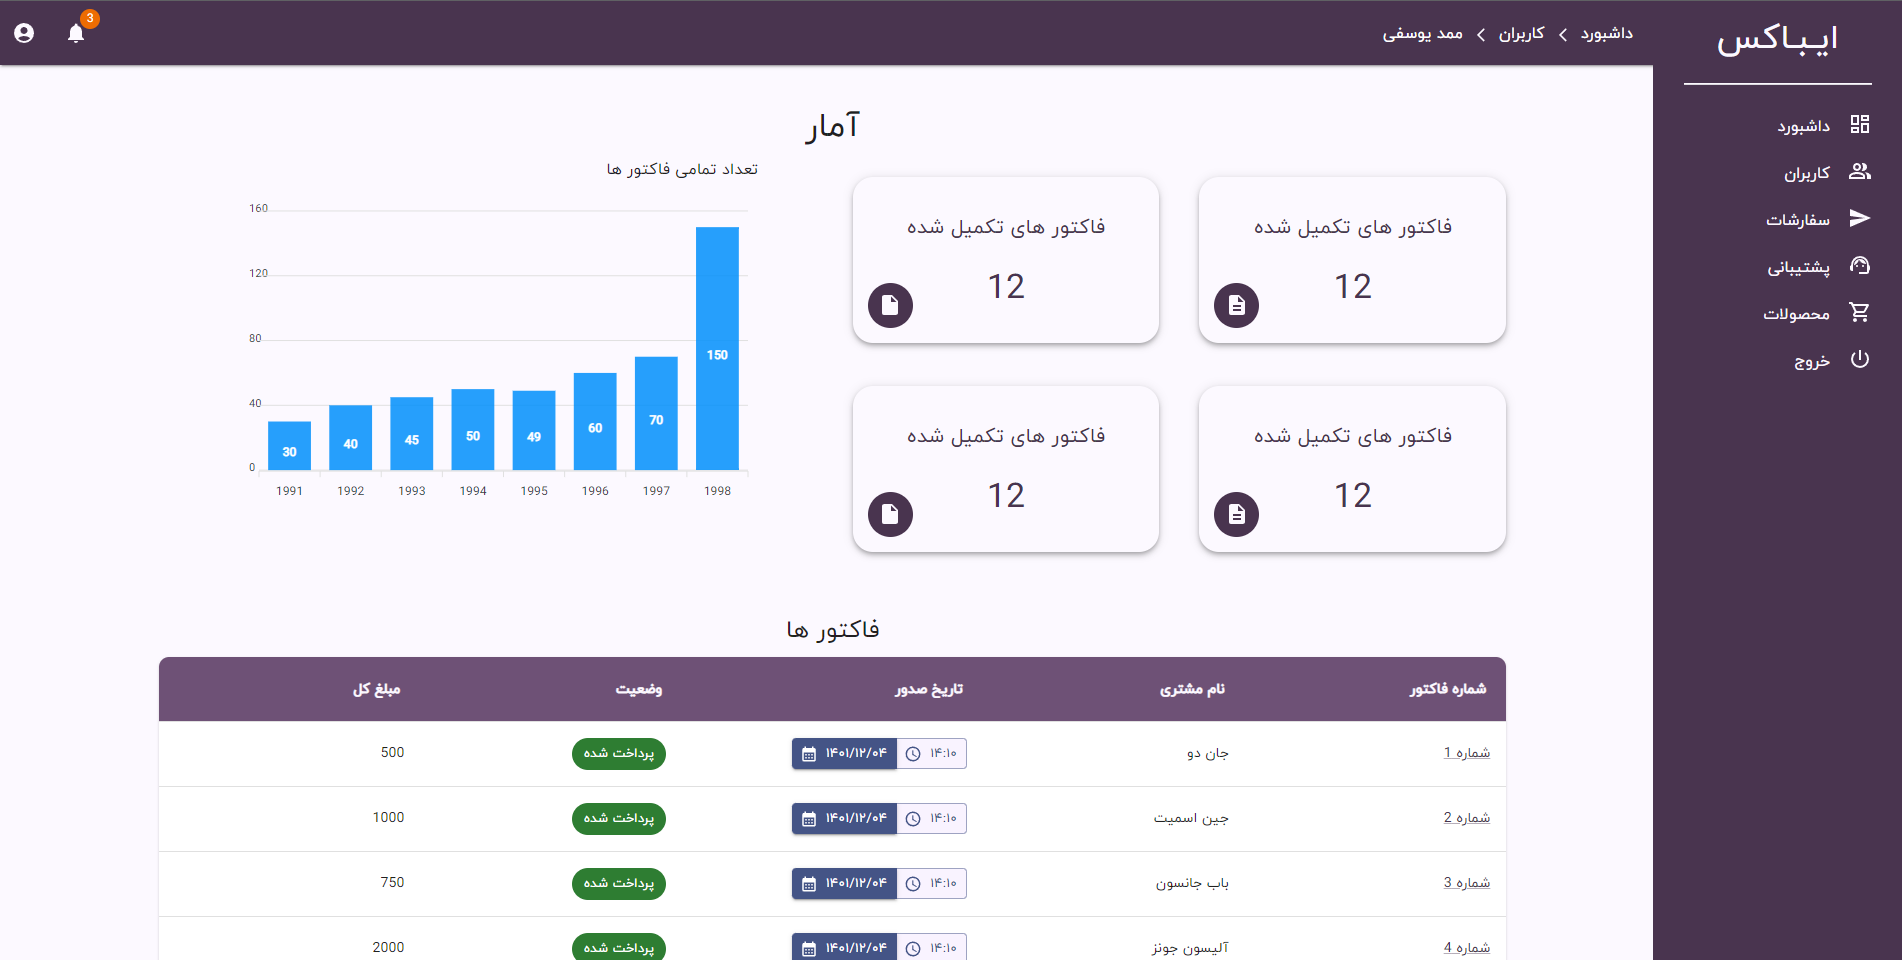 ایباکس
داشبورد
کاربران
سفارشات
پشتیبانی
محصولات
خروج
داشبورد
کاربران
ممد یوسفی
3
آمار
فاکتور های تکمیل شده
12
فاکتور های تکمیل شده
12
فاکتور های تکمیل شده
12
فاکتور های تکمیل شده
12
تعداد تمامی فاکتور ها
160
120
80
40
0
30
40
45
50
49
60
70
150
1991
1992
1993
1994
1995
1996
1997
1998
فاکتور ها
شماره فاکتور نام مشتری تاریخ صدور وضعیت مبلغ کل
شماره 1 جان دو ۱۴:۱۰ ۱۴۰۱/۱۲/۰۴ پرداخت شده 500
شماره 2 جین اسمیت ۱۴:۱۰ ۱۴۰۱/۱۲/۰۴ پرداخت شده 1000
شماره 3 باب جانسون ۱۴:۱۰ ۱۴۰۱/۱۲/۰۴ پرداخت شده 750
شماره 4 آلیسون جونز ۱۴:۱۰ ۱۴۰۱/۱۲/۰۴ پرداخت شده 2000